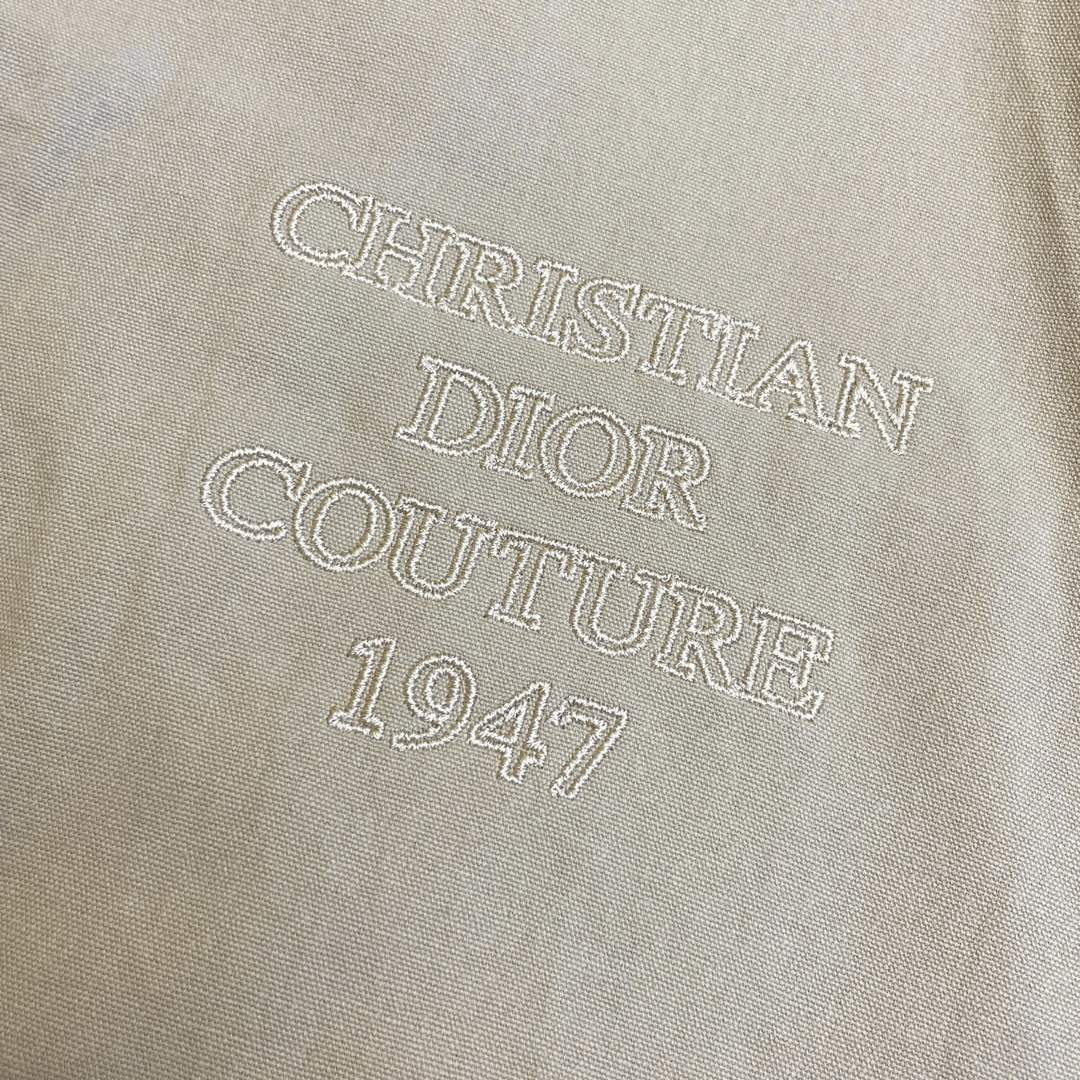 CHRISTIAN
DIOR
COUTURE
1947